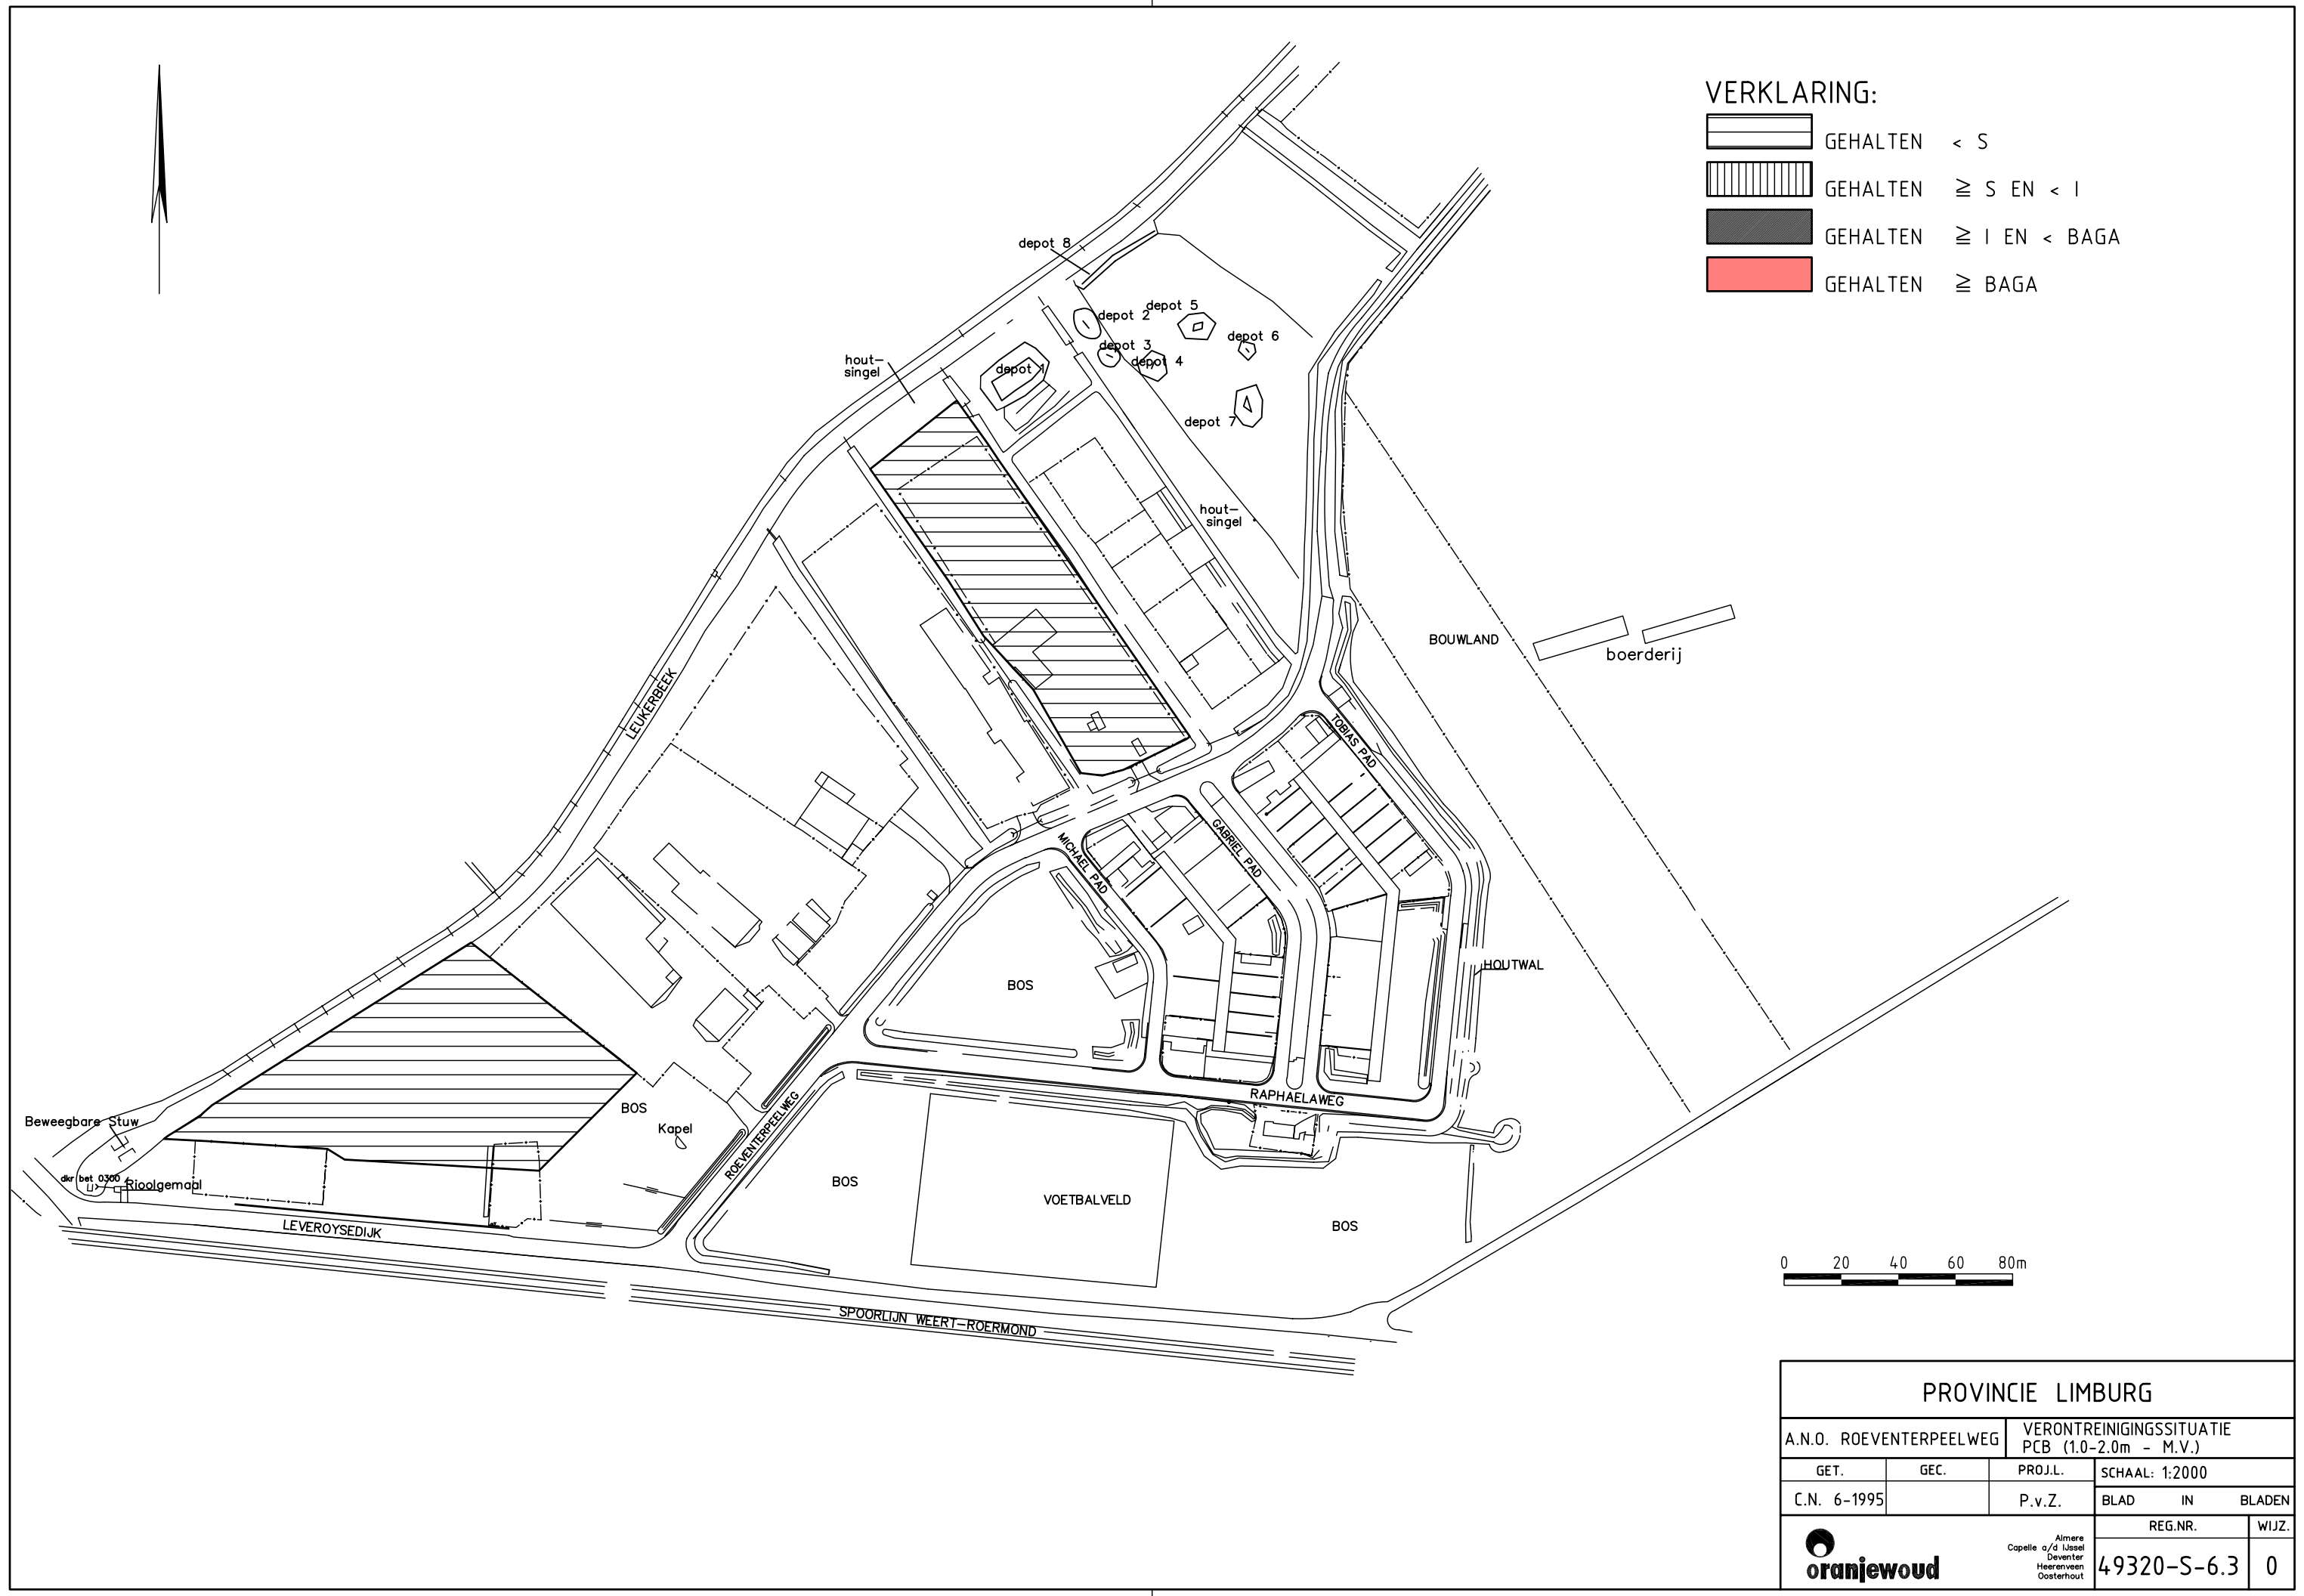 VERKLARING:
GEHALTEN < S
GEHALTEN ≧ S EN < I
GEHALTEN ≧ I EN < BAGA
GEHALTEN ≧ BAGA
depot 8
depot 5
depot 2
depot 6
depot 3
depot 4
depot 1
depot 7
hout-
singel
hout-
singel
BOUWLAND
boerderij
LEUKERBEEK
TOBIAS PAD
GABRIEL PAD
MICHAEL PAD
HOUTWAL
BOS
RAPHAELAWEG
BOS
Kapel
Beweegbare Stuw
ROEVENTERPEELWEG
dkr bet 0300
Rioolgemaal
BOS
VOETBALVELD
BOS
LEVEROYSEDIJK
SPOORLIJN WEERT-ROERMOND
0 20 40 60 80m
PROVINCIE LIMBURG
A.N.O. ROEVENTERPEELWEG
VERONTREINIGINGSSITUATIE
PCB (1.0-2.0m - M.V.)
GET. GEC. PROJ.L. SCHAAL: 1:2000
C.N. 6-1995 P.v.Z. BLAD IN BLADEN
REG.NR. WIJZ.
49320-S-6.3 0
oranjewoud
Almere
Capelle a/d IJssel
Deventer
Heerenveen
Oosterhout